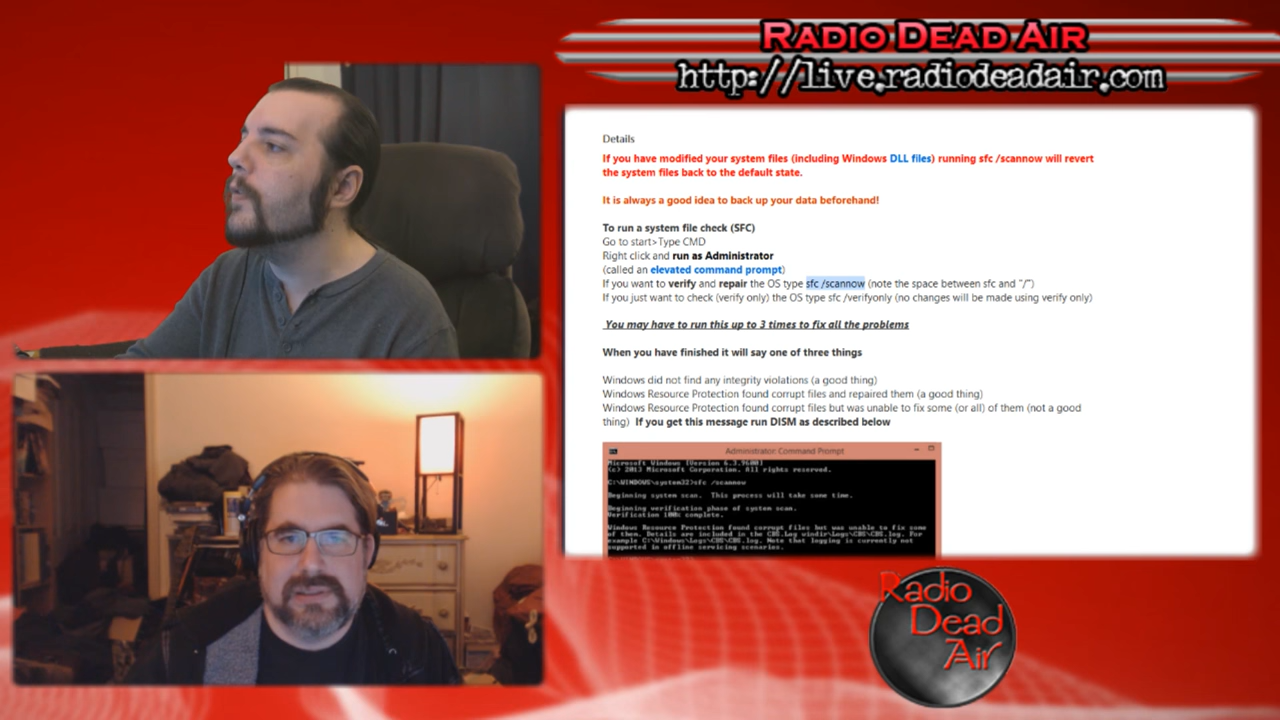 RADIO DEAD AIR
http://live.radiodeadair.com
Details
If you have modified your system files (including Windows DLL files) running sfc /scannow will revert
the system files back to the default state.
It is always a good idea to back up your data beforehand!
To run a system file check (SFC)
Go to start>Type CMD
Right click and run as Administrator
(called an elevated command prompt)
If you want to verify and repair the OS type sfc /scannow (note the space between sfc and "/")
If you just want to check (verify only) the OS type sfc /verifyonly (no changes will be made using verify only)
You may have to run this up to 3 times to fix all the problems
When you have finished it will say one of three things
Windows did not find any integrity violations (a good thing)
Windows Resource Protection found corrupt files and repaired them (a good thing)
Windows Resource Protection found corrupt files but was unable to fix some (or all) of them (not a good
thing) If you get this message run DISM as described below
Administrator: Command Prompt
Microsoft Windows [Version 6.3.9600]
(c) 2013 Microsoft Corporation. All rights reserved.
C:\WINDOWS\system32>sfc /scannow
Beginning system scan. This process will take some time.
Beginning verification phase of system scan.
Verification 100% complete.
Windows Resource Protection found corrupt files but was unable to fix some
of them. Details are included in the CBS.Log windir\Logs\CBS\CBS.log. For
example C:\Windows\Logs\CBS\CBS.log. Note that logging is currently not
supported in offline servicing scenarios.
Radio
Dead
Air